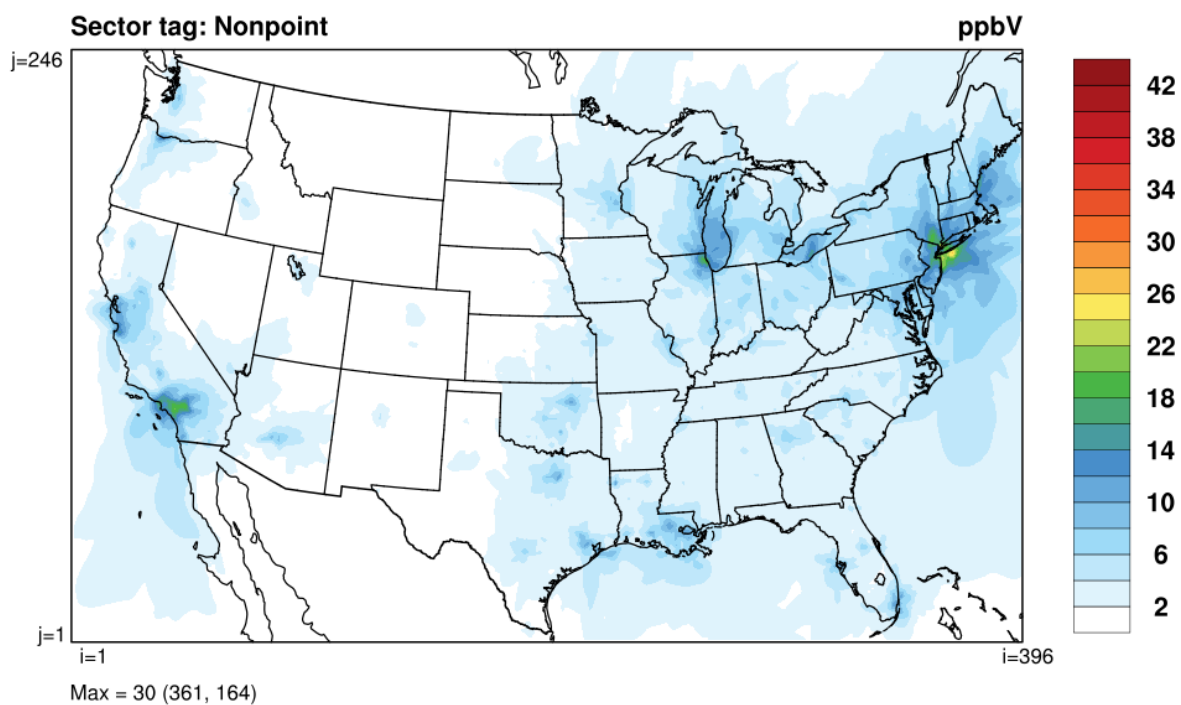 Sector tag: Nonpoint
ppbV
j=246
42
38
34
30
26
22
18
14
10
6
2
j=1
i=1
i=396
Max = 30 (361, 164)